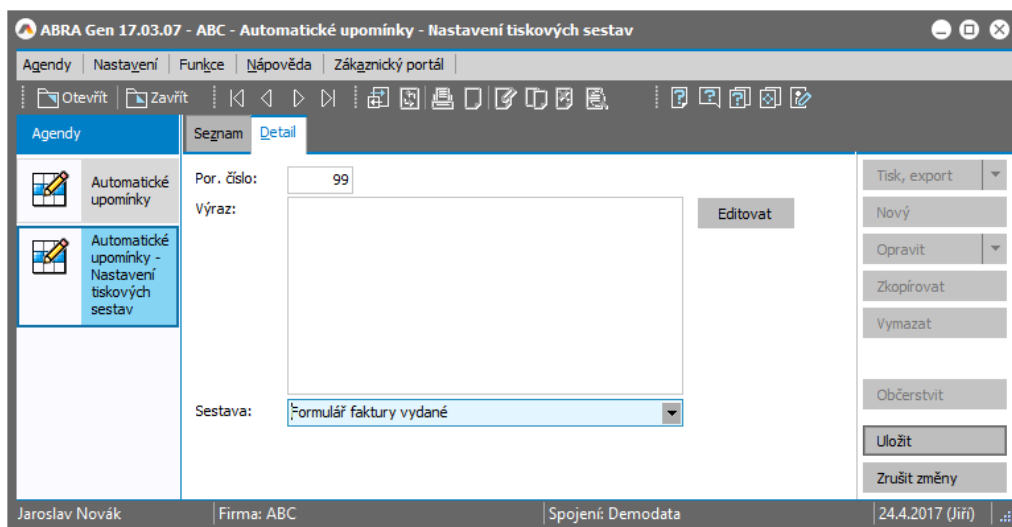 ABRA Gen 17.03.07 - ABC - Automatické upomínky - Nastavení tiskových sestav
Agendy Nastavení Funkce Nápověda Zákaznický portál
Otevřít Zavřít
Agendy
Seznam Detail
Automatické
upomínky
Automatické
upomínky -
Nastavení
tiskových
sestav
Por. číslo: 99
Výraz:
Editovat
Sestava: Formulář faktury vydané
Tisk, export
Nový
Opravit
Zkopírovat
Vymazat
Občerstvit
Uložit
Zrušit změny
Jaroslav Novák Firma: ABC Spojení: Demodata 24.4.2017 (Jiří)